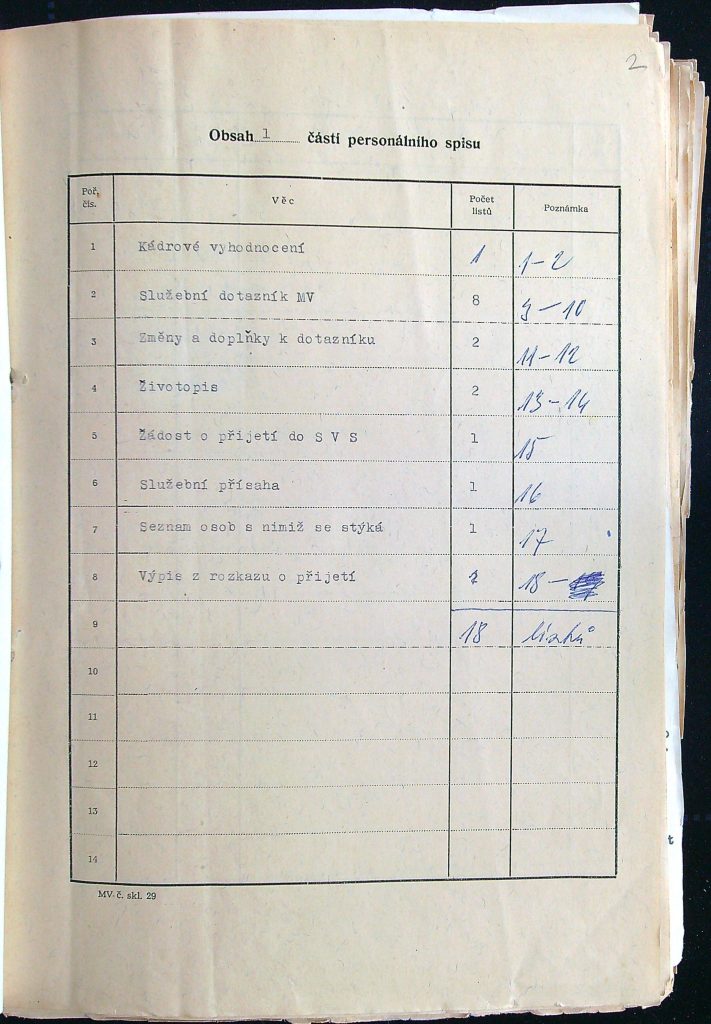 2
Obsah 1 části personálního spisu
Poř. čís. Věc Počet listů Poznámka
1 Kádrové vyhodnocení 1 1-2
2 Služební dotazník MV 8 3-10
3 Změny a doplňky k dotazníku 2 11-12
4 Životopis 2 13-14
5 Žádost o přijetí do S V S 1 15
6 Služební přísaha 1 16
7 Seznam osob s nimiž se stýká 1 17
8 Výpis z rozkazu o přijetí 18-
9 18 listů
10
11
12
13
14
MV č. skl. 29